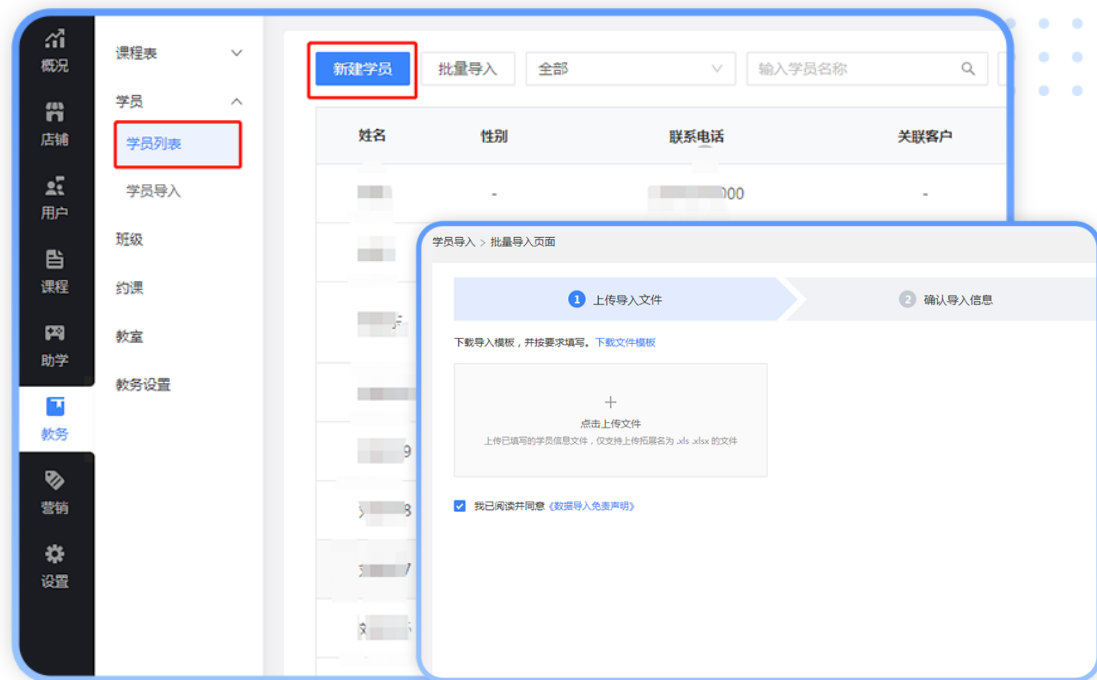 概况
店铺
用户
课程
助学
教务
营销
设置
课程表
学员
学员列表
学员导入
班级
约课
教室
教务设置
新建学员 批量导入 全部 输入学员名称
姓名 性别 联系电话 关联客户
- 000 -
9
8
7
学员导入 > 批量导入页面
1 上传导入文件 2 确认导入信息
下载导入模板，并按要求填写。下载文件模板
+
点击上传文件
上传已填写的学员信息文件，仅支持上传拓展名为 .xls .xlsx 的文件
我已阅读并同意《数据导入免责声明》